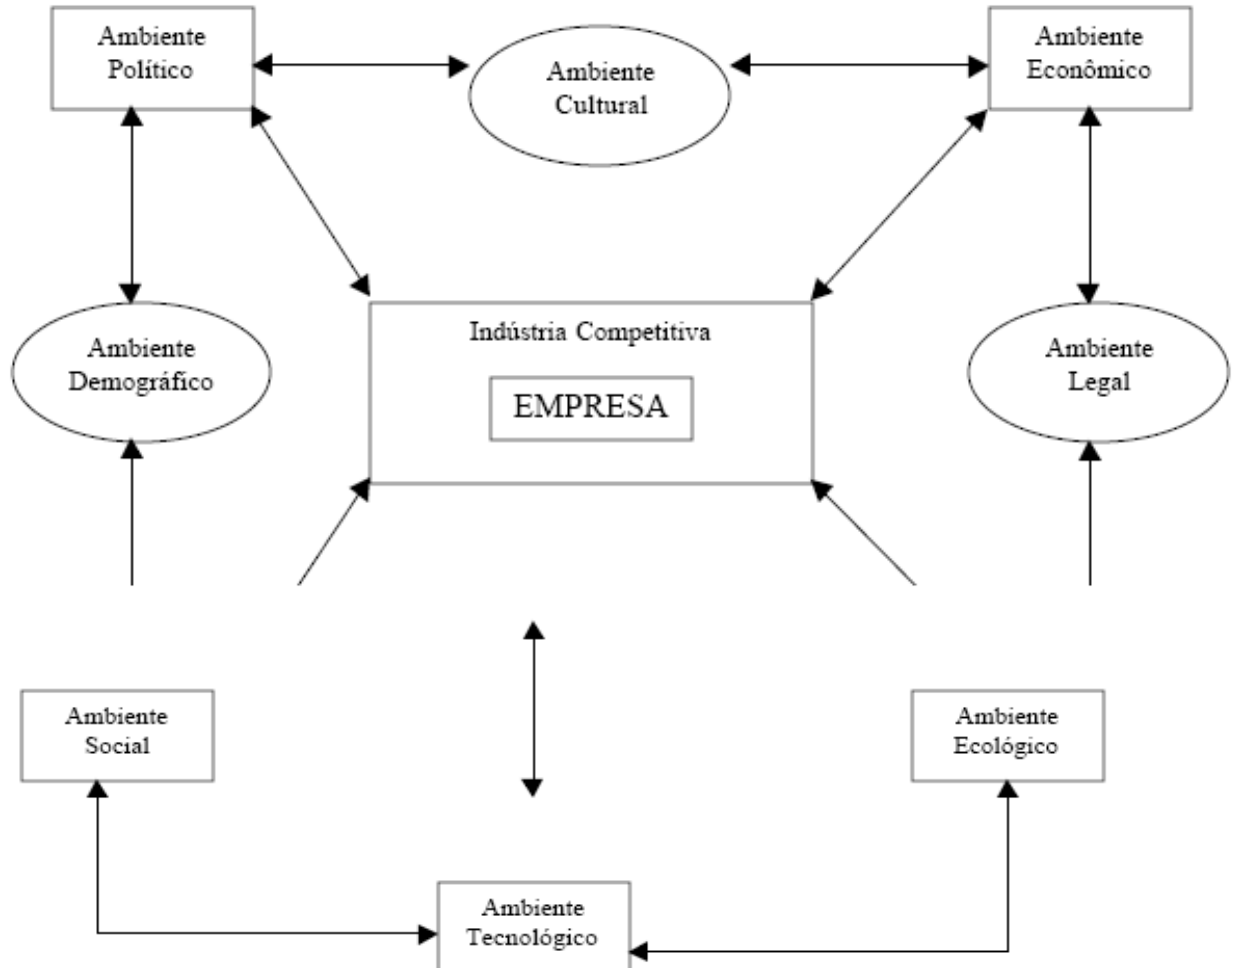 Ambiente
Político
Ambiente
Cultural
Ambiente
Econômico
Ambiente
Demográfico
Indústria Competitiva
EMPRESA
Ambiente
Legal
Ambiente
Social
Ambiente
Ecológico
Ambiente
Tecnológico